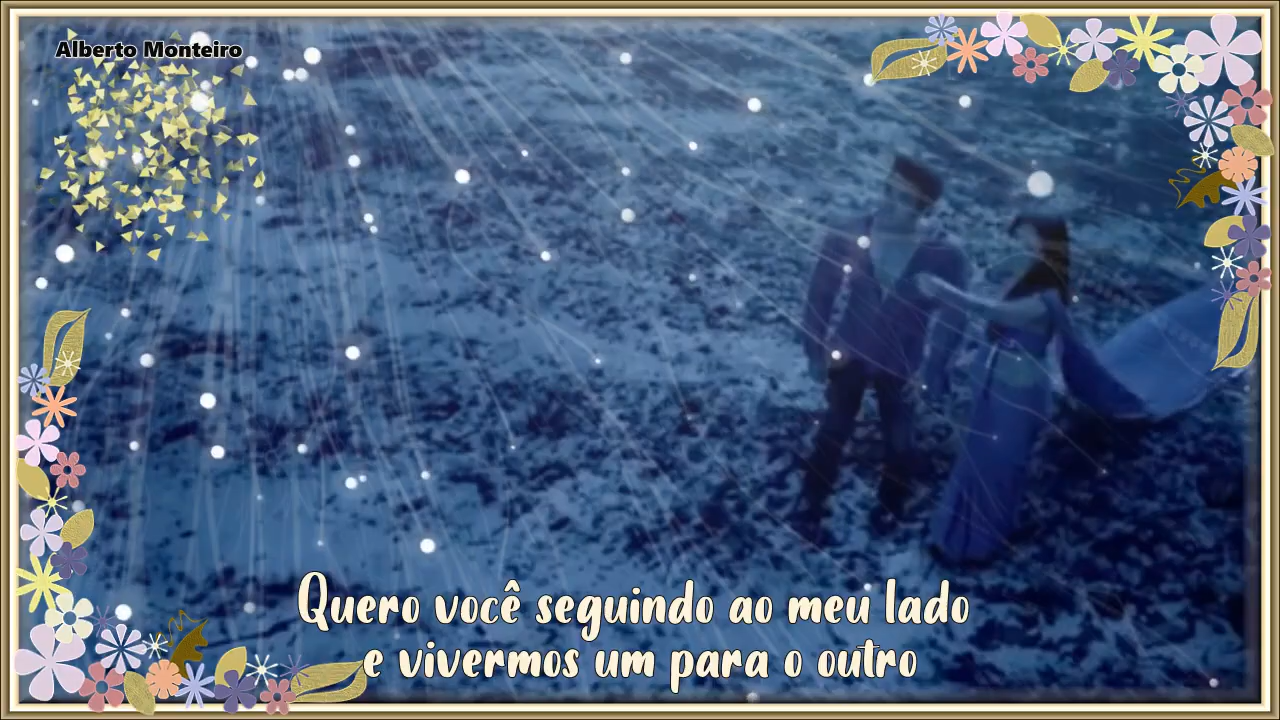 Alberto Monteiro
Quero você seguindo ao meu lado
e vivermos um para o outro